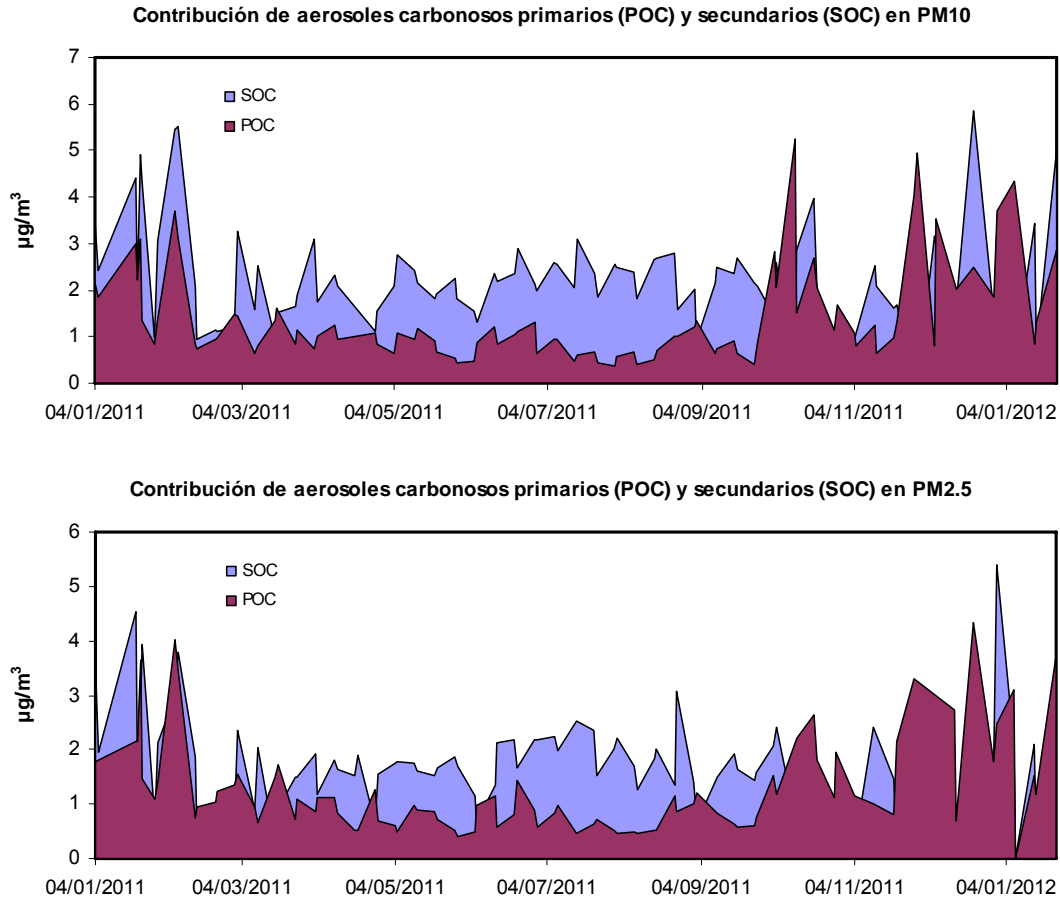 Contribución de aerosoles carbonosos primarios (POC) y secundarios (SOC) en PM10
7
6
5
4
3
2
1
0
µg/m³
SOC
POC
04/01/2011 04/03/2011 04/05/2011 04/07/2011 04/09/2011 04/11/2011 04/01/2012
Contribución de aerosoles carbonosos primarios (POC) y secundarios (SOC) en PM2.5
6
5
4
3
2
1
0
µg/m³
SOC
POC
04/01/2011 04/03/2011 04/05/2011 04/07/2011 04/09/2011 04/11/2011 04/01/2012